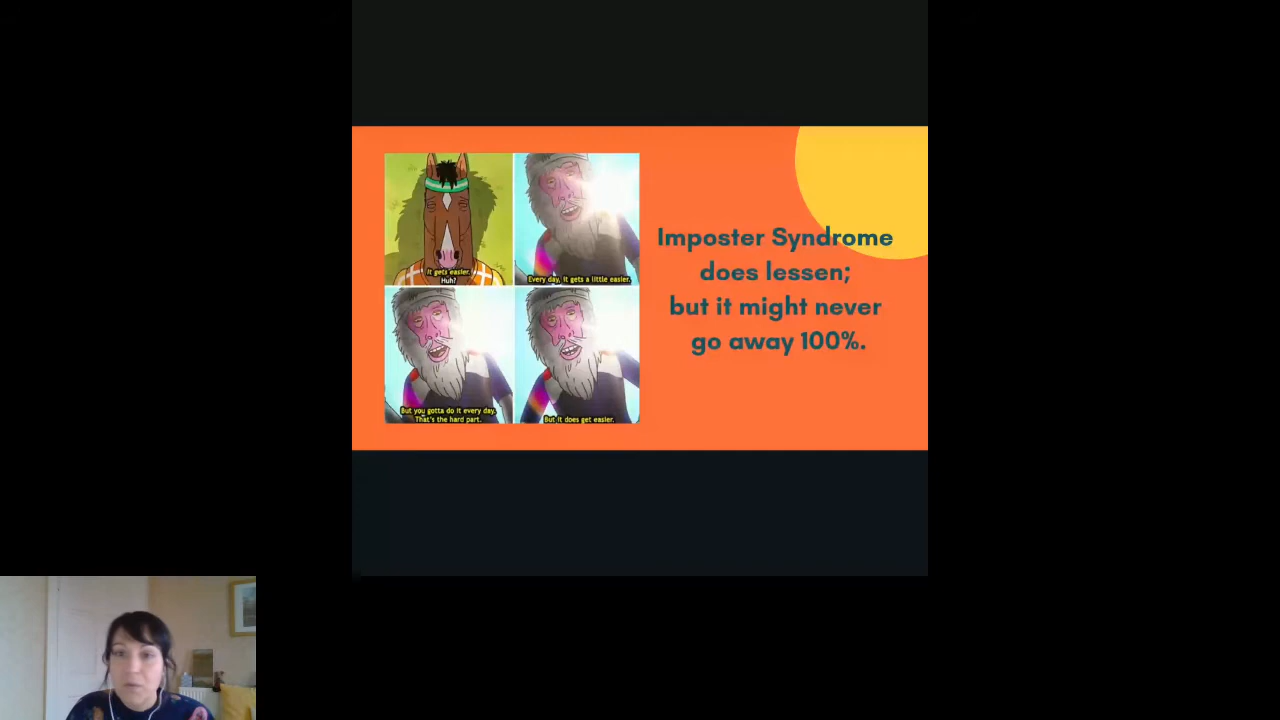 It gets easier.
Huh?
Every day, it gets a little easier.
But you gotta do it every day.
That's the hard part.
But it does get easier.
Imposter Syndrome
does lessen;
but it might never
go away 100%.